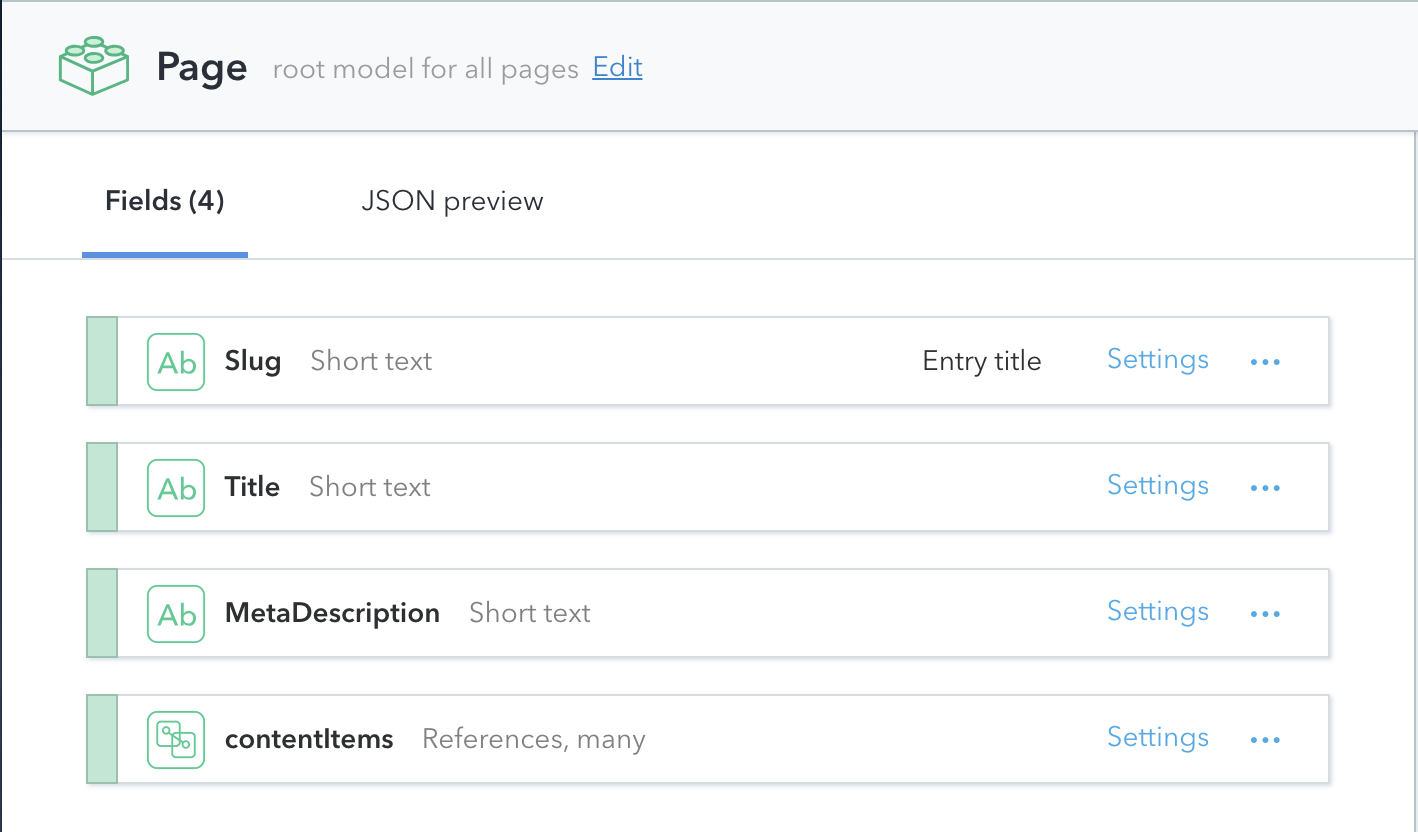 Page root model for all pages Edit
Fields (4) JSON preview
Ab Slug Short text Entry title Settings ...
Ab Title Short text Settings ...
Ab MetaDescription Short text Settings ...
contentItems References, many Settings ...